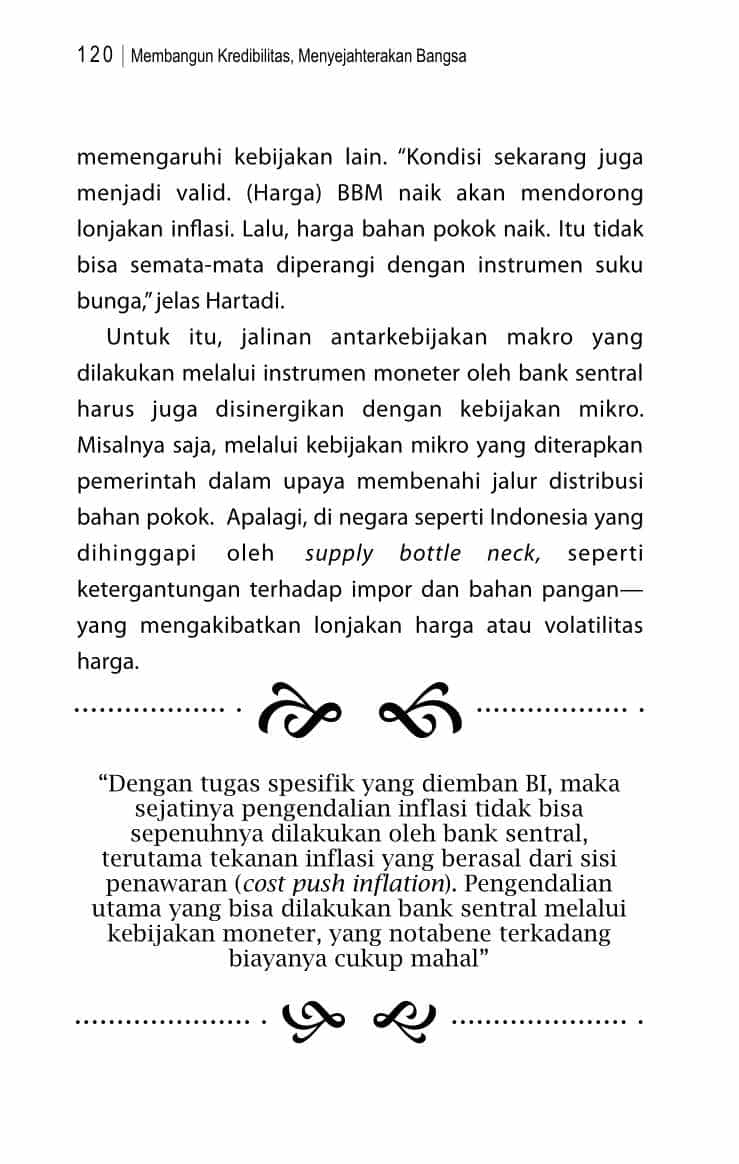 120 | Membangun Kredibilitas, Menyejahterakan Bangsa
memengaruhi kebijakan lain. “Kondisi sekarang juga
menjadi valid. (Harga) BBM naik akan mendorong
lonjakan inflasi. Lalu, harga bahan pokok naik. Itu tidak
bisa semata-mata diperangi dengan instrumen suku
bunga,” jelas Hartadi.
Untuk itu, jalinan antarkebijakan makro yang
dilakukan melalui instrumen moneter oleh bank sentral
harus juga disinergikan dengan kebijakan mikro.
Misalnya saja, melalui kebijakan mikro yang diterapkan
pemerintah dalam upaya membenahi jalur distribusi
bahan pokok.  Apalagi, di negara seperti Indonesia yang
dihinggapi oleh supply bottle neck, seperti
ketergantungan terhadap impor dan bahan pangan—
yang mengakibatkan lonjakan harga atau volatilitas
harga.
“Dengan tugas spesifik yang diemban BI, maka
sejatinya pengendalian inflasi tidak bisa
sepenuhnya dilakukan oleh bank sentral,
terutama tekanan inflasi yang berasal dari sisi
penawaran (cost push inflation). Pengendalian
utama yang bisa dilakukan bank sentral melalui
kebijakan moneter, yang notabene terkadang
biayanya cukup mahal”